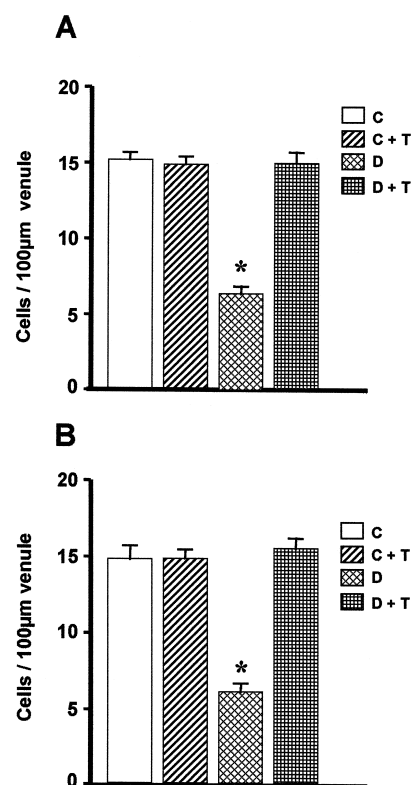 A
20
15
10
5
0
Cells / 100µm venule
C
C + T
D
D + T
*
B
20
15
10
5
0
Cells / 100µm venule
C
C + T
D
D + T
*